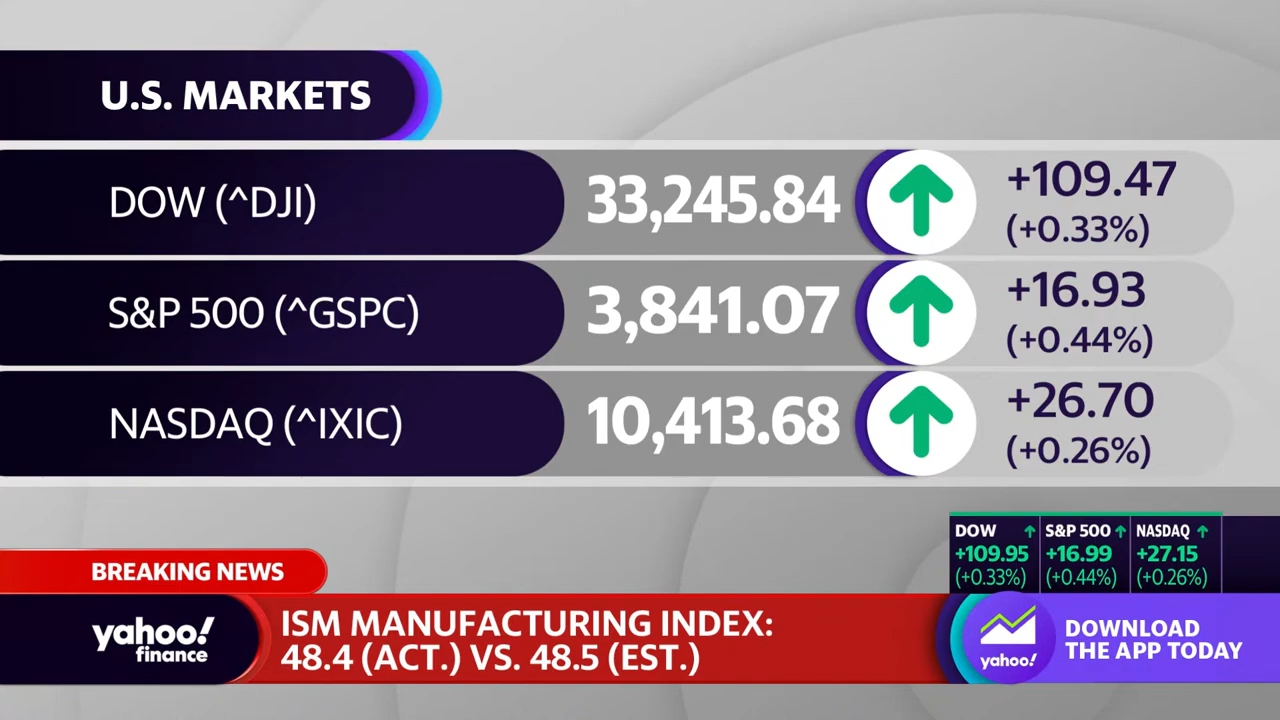 U.S. MARKETS
DOW (^DJI) 33,245.84 +109.47
(+0.33%)
S&P 500 (^GSPC) 3,841.07 +16.93
(+0.44%)
NASDAQ (^IXIC) 10,413.68 +26.70
(+0.26%)
DOW S&P 500 NASDAQ
+109.95 +16.99 +27.15
(+0.33%) (+0.44%) (+0.26%)
BREAKING NEWS
yahoo!
finance
ISM MANUFACTURING INDEX:
48.4 (ACT.) VS. 48.5 (EST.)
yahoo!
DOWNLOAD
THE APP TODAY